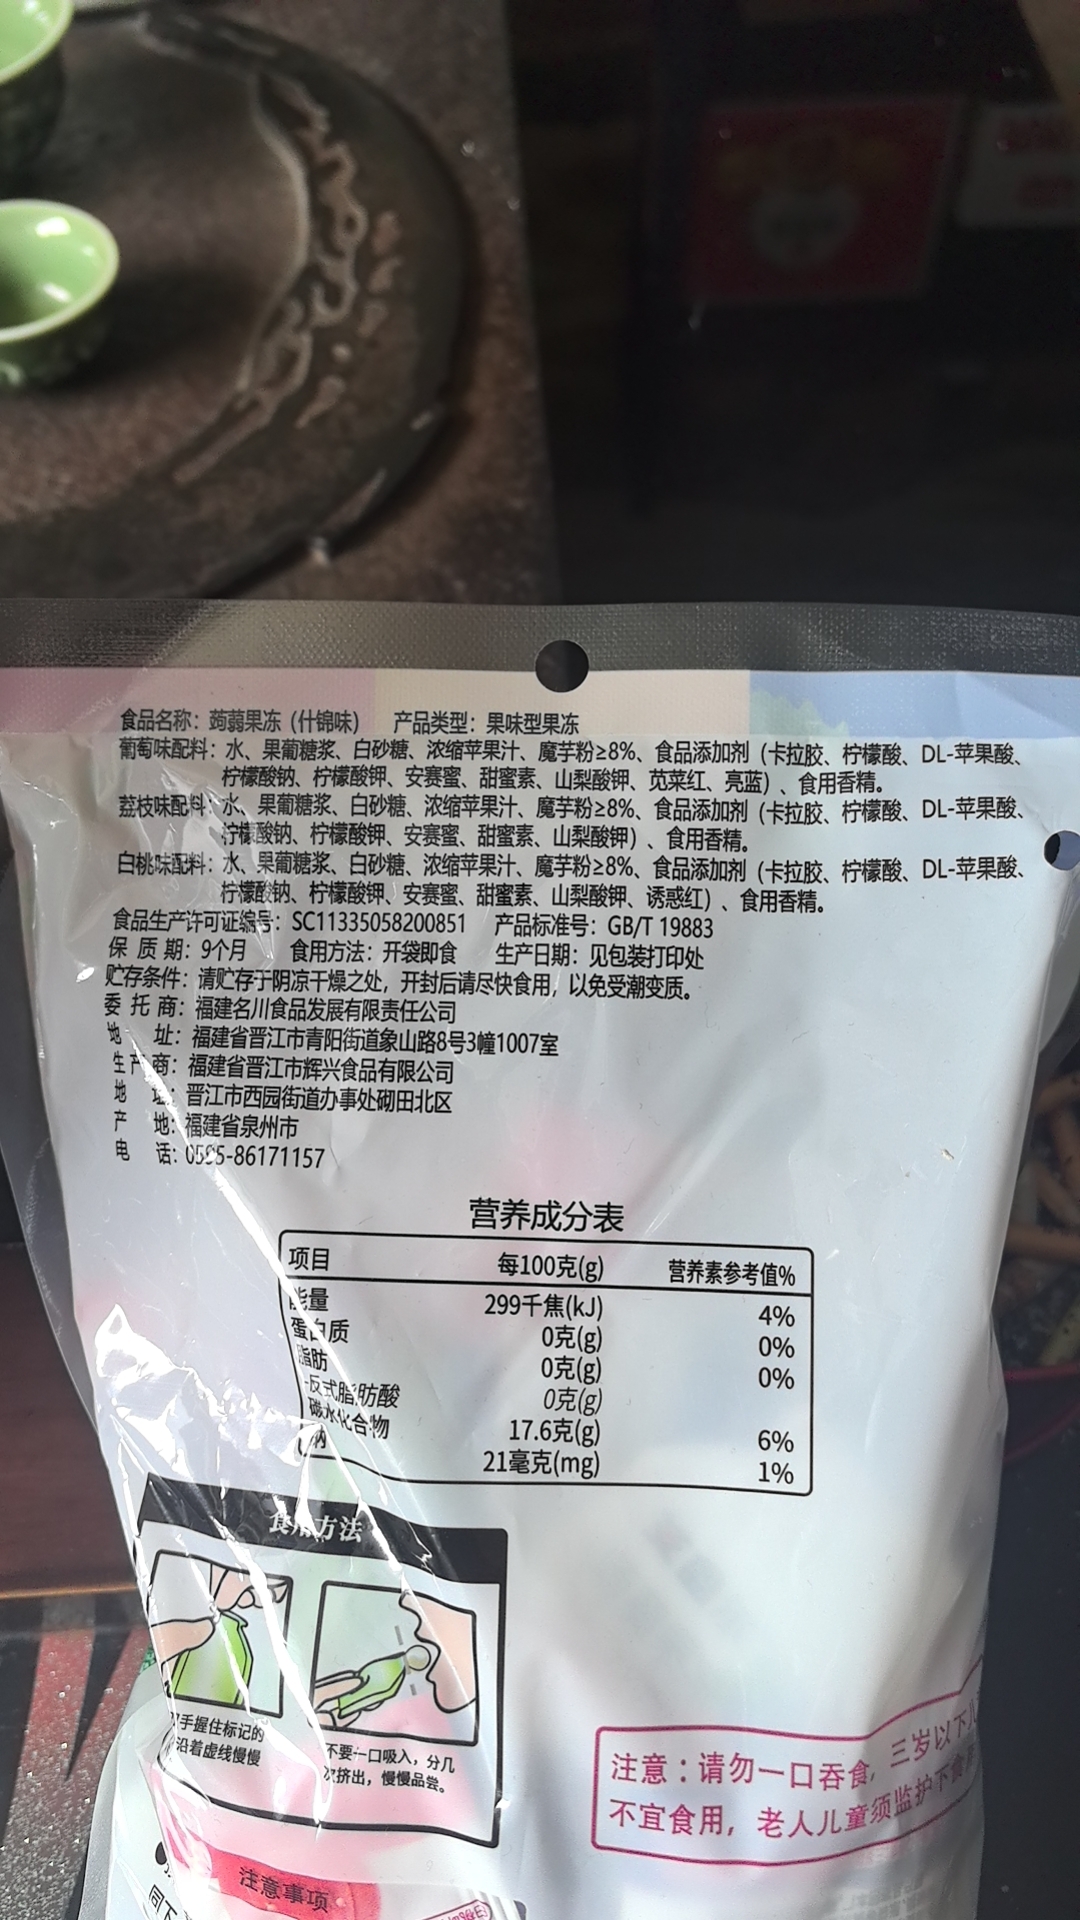 食品名称：蒟蒻果冻（什锦味） 产品类型：果味型果冻
葡萄味配料：水、果葡糖浆、白砂糖、浓缩苹果汁、魔芋粉≥8%、食品添加剂（卡拉胶、柠檬酸、DL-苹果酸、
柠檬酸钠、柠檬酸钾、安赛蜜、甜蜜素、山梨酸钾、苋菜红、亮蓝）、食用香精。
荔枝味配料：水、果葡糖浆、白砂糖、浓缩苹果汁、魔芋粉≥8%、食品添加剂（卡拉胶、柠檬酸、DL-苹果酸、
柠檬酸钠、柠檬酸钾、安赛蜜、甜蜜素、山梨酸钾）、食用香精。
白桃味配料：水、果葡糖浆、白砂糖、浓缩苹果汁、魔芋粉≥8%、食品添加剂（卡拉胶、柠檬酸、DL-苹果酸、
柠檬酸钠、柠檬酸钾、安赛蜜、甜蜜素、山梨酸钾、诱惑红）、食用香精。
食品生产许可证编号：SC11335058200851 产品标准号：GB/T 19883
保质期：9个月 食用方法：开袋即食 生产日期：见包装打印处
贮存条件：请贮存于阴凉干燥之处，开封后请尽快食用，以免受潮变质。
委托商：福建名川食品发展有限责任公司
地址：福建省晋江市青阳街道象山路8号3幢1007室
生产商：福建省晋江市辉兴食品有限公司
地址：晋江市西园街道办事处砌田北区
产地：福建省泉州市
电话：0595-86171157
营养成分表
项目 每100克(g) 营养素参考值%
能量 299千焦(kJ) 4%
蛋白质 0克(g) 0%
脂肪 0克(g) 0%
-反式脂肪酸 0克(g)
碳水化合物 17.6克(g) 6%
钠 21毫克(mg) 1%
食用方法
手握住标记的
沿着虚线慢慢
不要一口吸入，分几
次挤出，慢慢品尝。
注意：请勿一口吞食，三岁以下儿
不宜食用，老人儿童须监护下食用
注意事项
同下